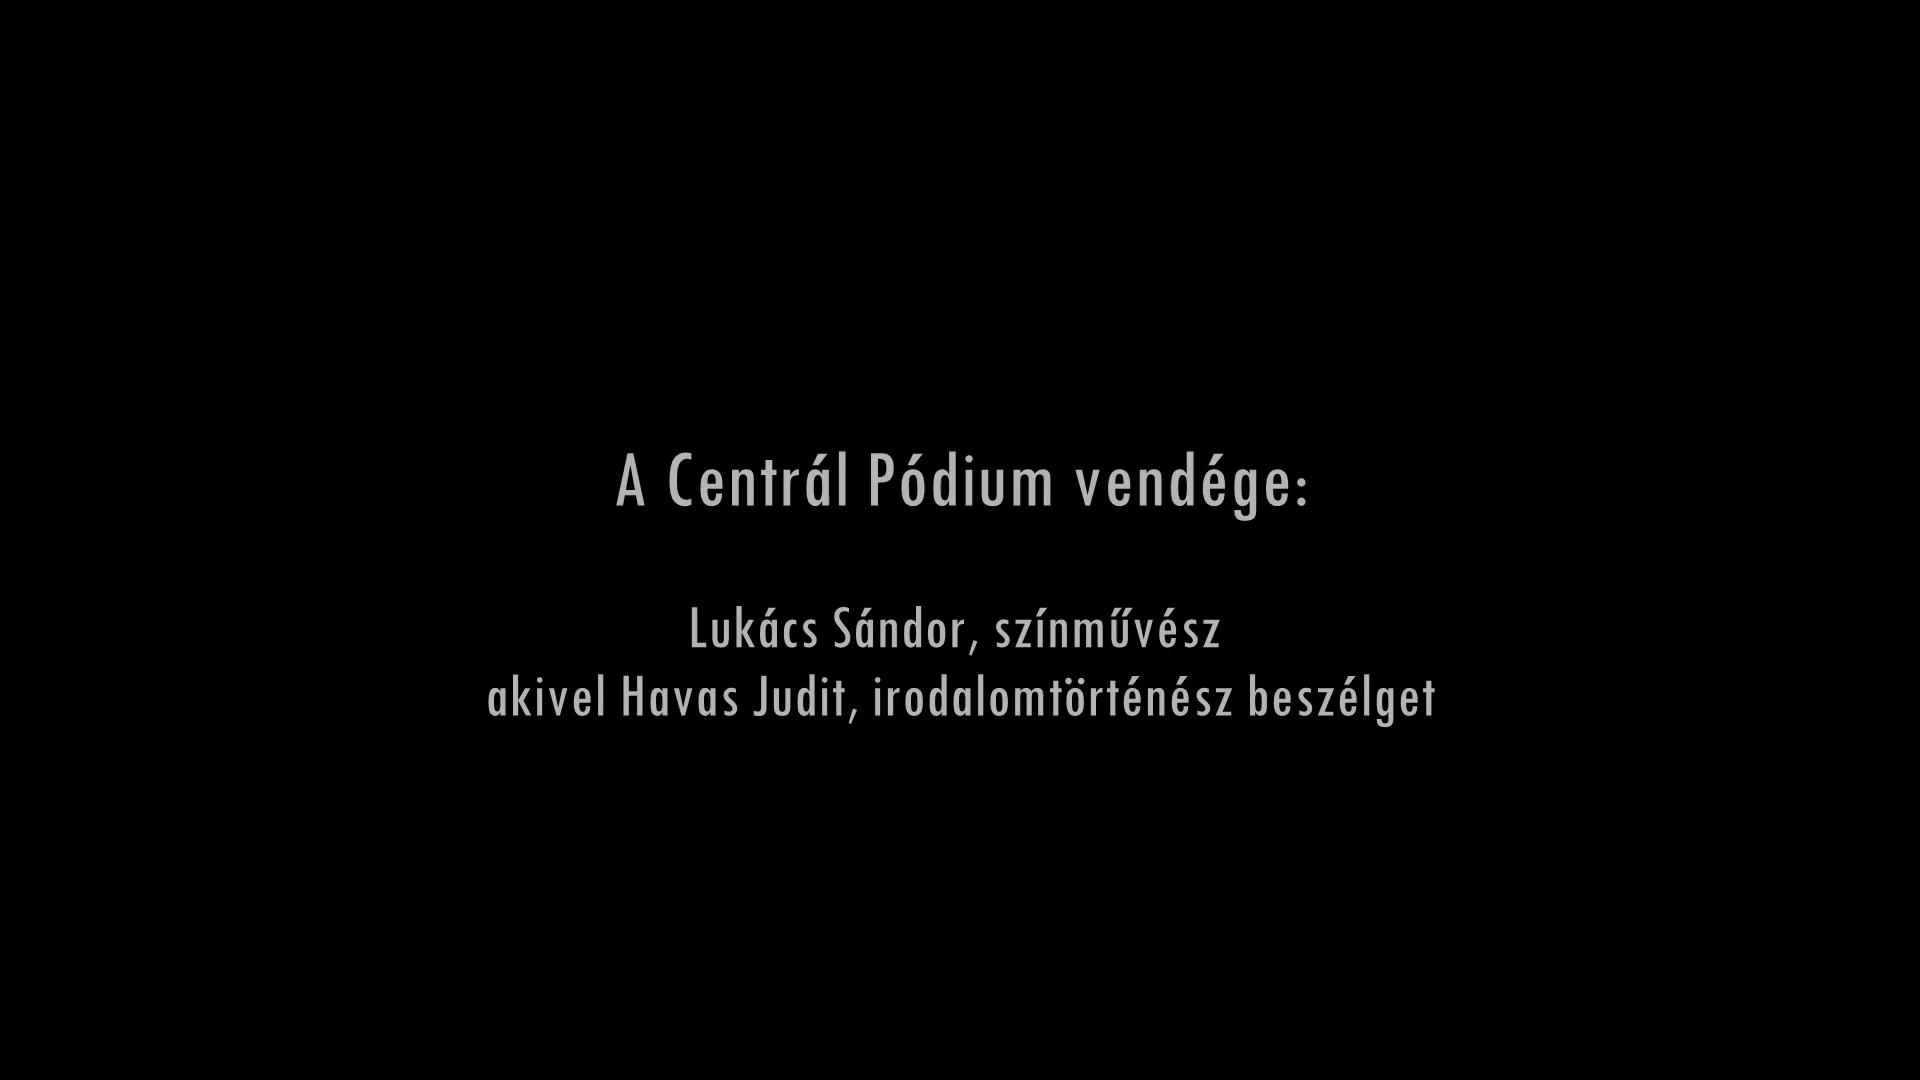 A Centrál Pódium vendége:
Lukács Sándor, színművész
akivel Havas Judit, irodalomtörténész beszélget